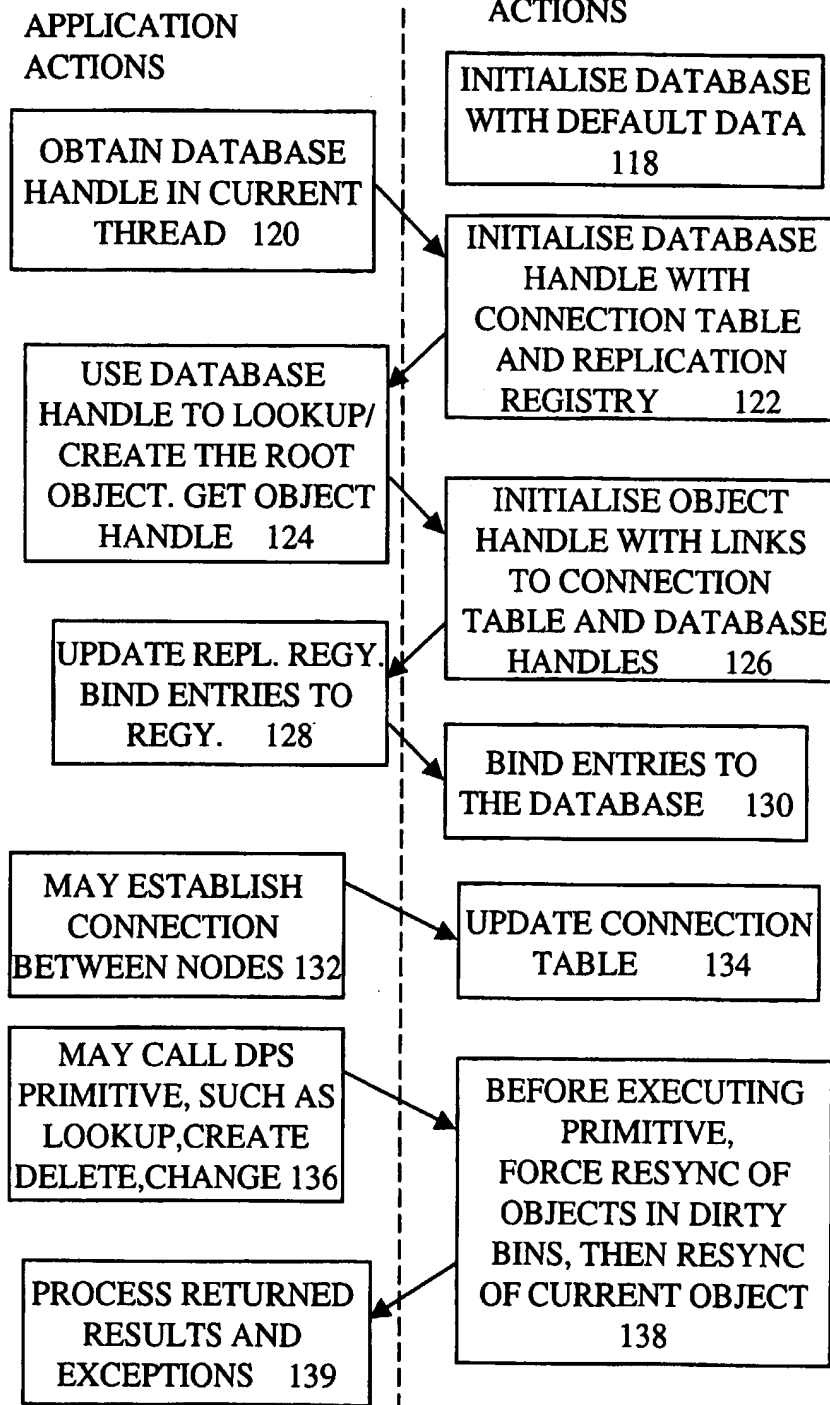 APPLICATION
ACTIONS
ACTIONS
INITIALISE DATABASE
WITH DEFAULT DATA
118
OBTAIN DATABASE
HANDLE IN CURRENT
THREAD 120
INITIALISE DATABASE
HANDLE WITH
CONNECTION TABLE
AND REPLICATION
REGISTRY 122
USE DATABASE
HANDLE TO LOOKUP/
CREATE THE ROOT
OBJECT. GET OBJECT
HANDLE 124
INITIALISE OBJECT
HANDLE WITH LINKS
TO CONNECTION
TABLE AND DATABASE
HANDLES 126
UPDATE REPL. REGY.
BIND ENTRIES TO
REGY. 128
BIND ENTRIES TO
THE DATABASE 130
MAY ESTABLISH
CONNECTION
BETWEEN NODES 132
UPDATE CONNECTION
TABLE 134
MAY CALL DPS
PRIMITIVE, SUCH AS
LOOKUP,CREATE
DELETE,CHANGE 136
BEFORE EXECUTING
PRIMITIVE,
FORCE RESYNC OF
OBJECTS IN DIRTY
BINS, THEN RESYNC
OF CURRENT OBJECT
138
PROCESS RETURNED
RESULTS AND
EXCEPTIONS 139